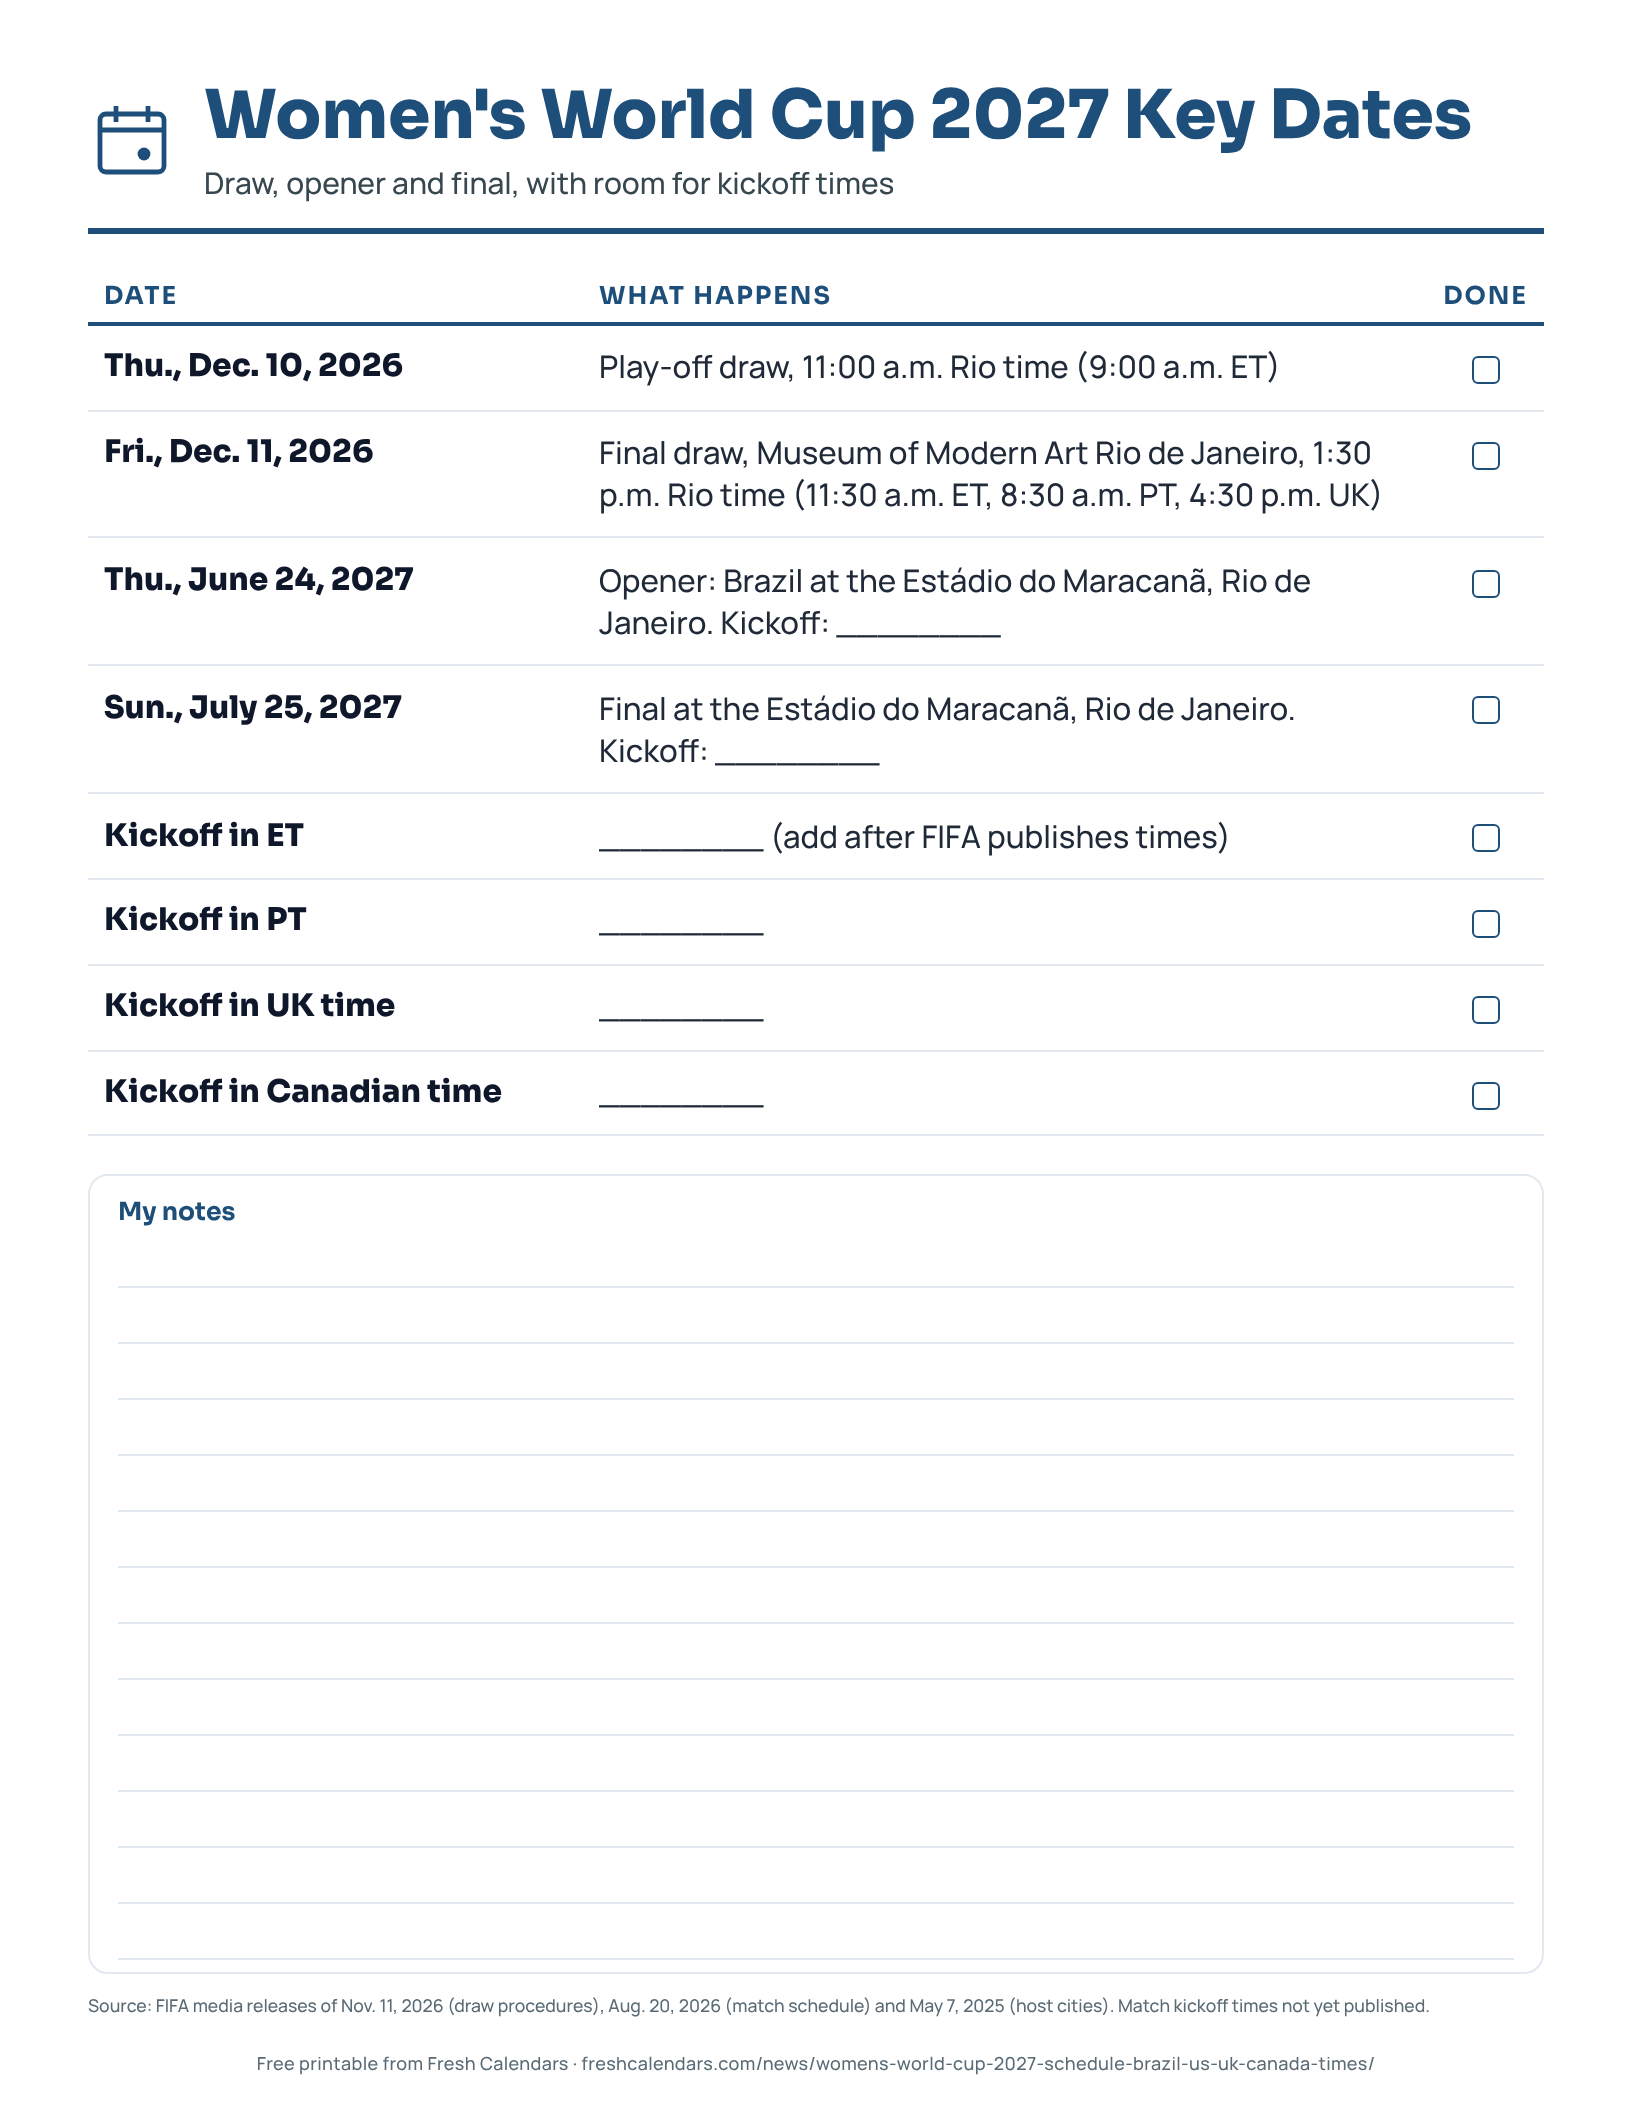 Women's World Cup 2027 Key Dates
Draw, opener and final, with room for kickoff times
DATE WHAT HAPPENS DONE
Thu., Dec. 10, 2026 Play-off draw, 11:00 a.m. Rio time (9:00 a.m. ET)
Fri., Dec. 11, 2026 Final draw, Museum of Modern Art Rio de Janeiro, 1:30
p.m. Rio time (11:30 a.m. ET, 8:30 a.m. PT, 4:30 p.m. UK)
Thu., June 24, 2027 Opener: Brazil at the Estádio do Maracanã, Rio de
Janeiro. Kickoff: ________
Sun., July 25, 2027 Final at the Estádio do Maracanã, Rio de Janeiro.
Kickoff: ________
Kickoff in ET ________ (add after FIFA publishes times)
Kickoff in PT ________
Kickoff in UK time ________
Kickoff in Canadian time ________
My notes
Source: FIFA media releases of Nov. 11, 2026 (draw procedures), Aug. 20, 2026 (match schedule) and May 7, 2025 (host cities). Match kickoff times not yet published.
Free printable from Fresh Calendars · freshcalendars.com/news/womens-world-cup-2027-schedule-brazil-us-uk-canada-times/